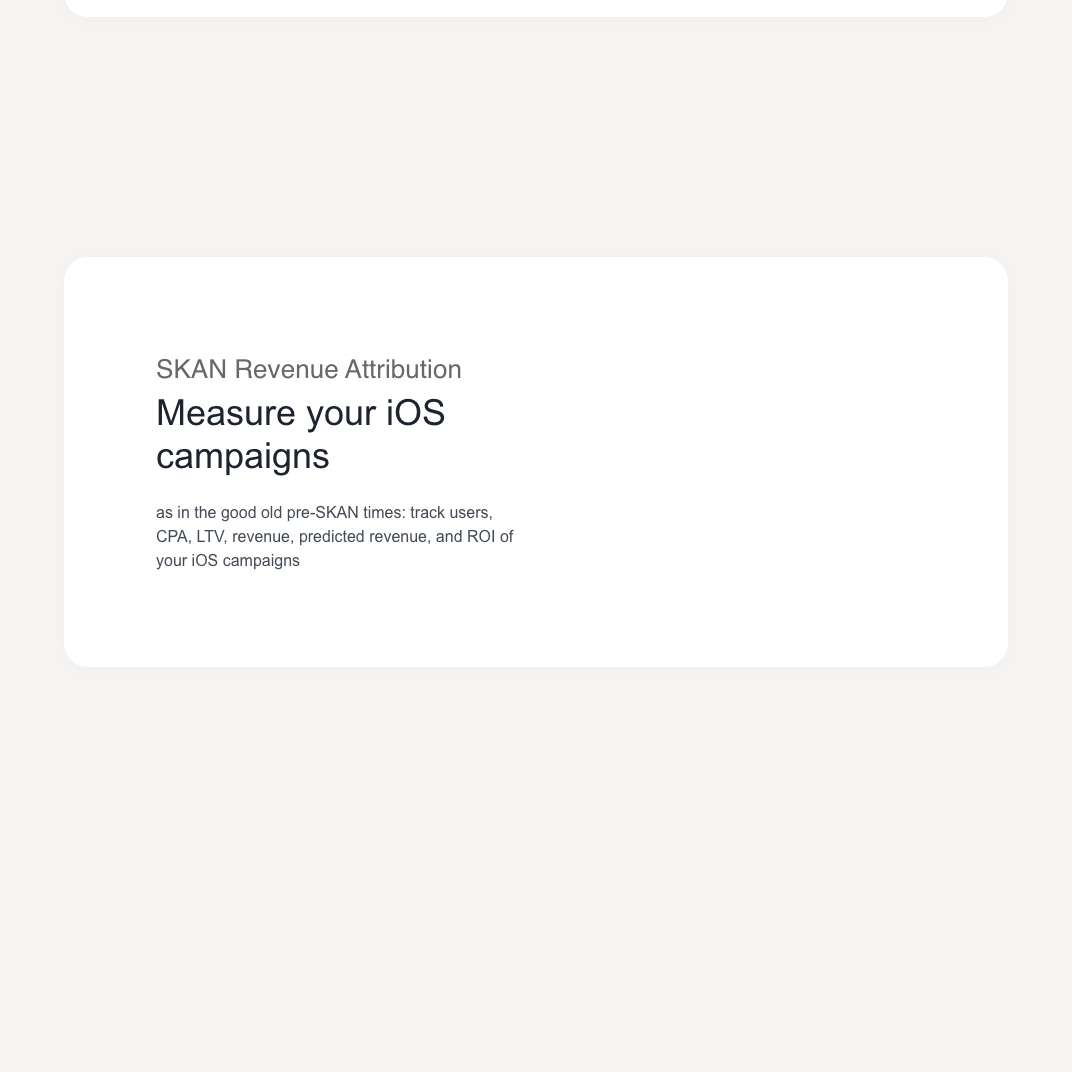 SKAN Revenue Attribution
Measure your iOS
campaigns
as in the good old pre-SKAN times: track users,
CPA, LTV, revenue, predicted revenue, and ROI of
your iOS campaigns